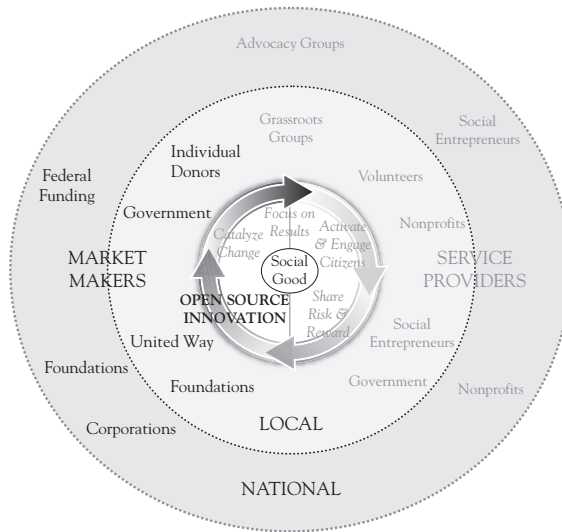 Advocacy Groups
Grassroots
Groups
Social
Entrepreneurs
Individual
Donors
Federal
Funding
Volunteers
Government
Focus on
Results
Nonprofits
Catalyze
Change
Activate
& Engage
Citizens
MARKET
MAKERS
Social
Good
SERVICE
PROVIDERS
OPEN SOURCE
INNOVATION
Share
Risk &
Reward
United Way
Social
Entrepreneurs
Foundations
Foundations
Government
Nonprofits
Corporations
LOCAL
NATIONAL